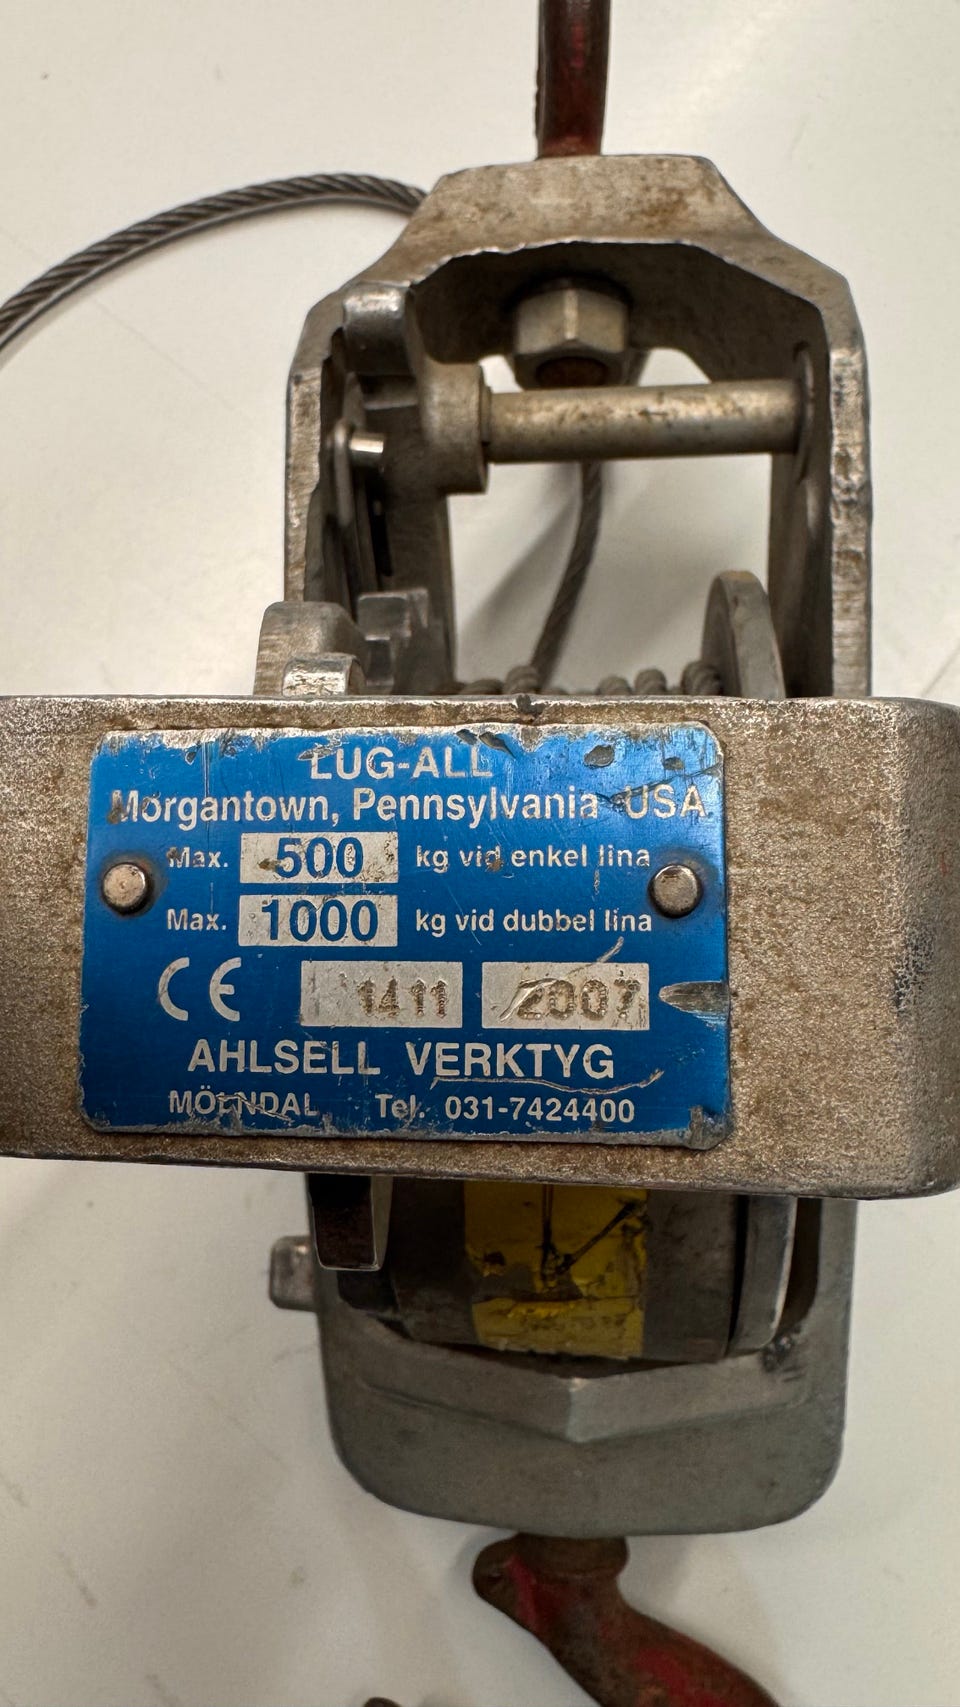 LUG-ALL
Morgantown, Pennsylvania USA
Max. 500 kg vid enkel lina
Max. 1000 kg vid dubbel lina
CE 1411 2007
AHLSELL VERKTYG
MÖLNDAL Tel. 031-7424400